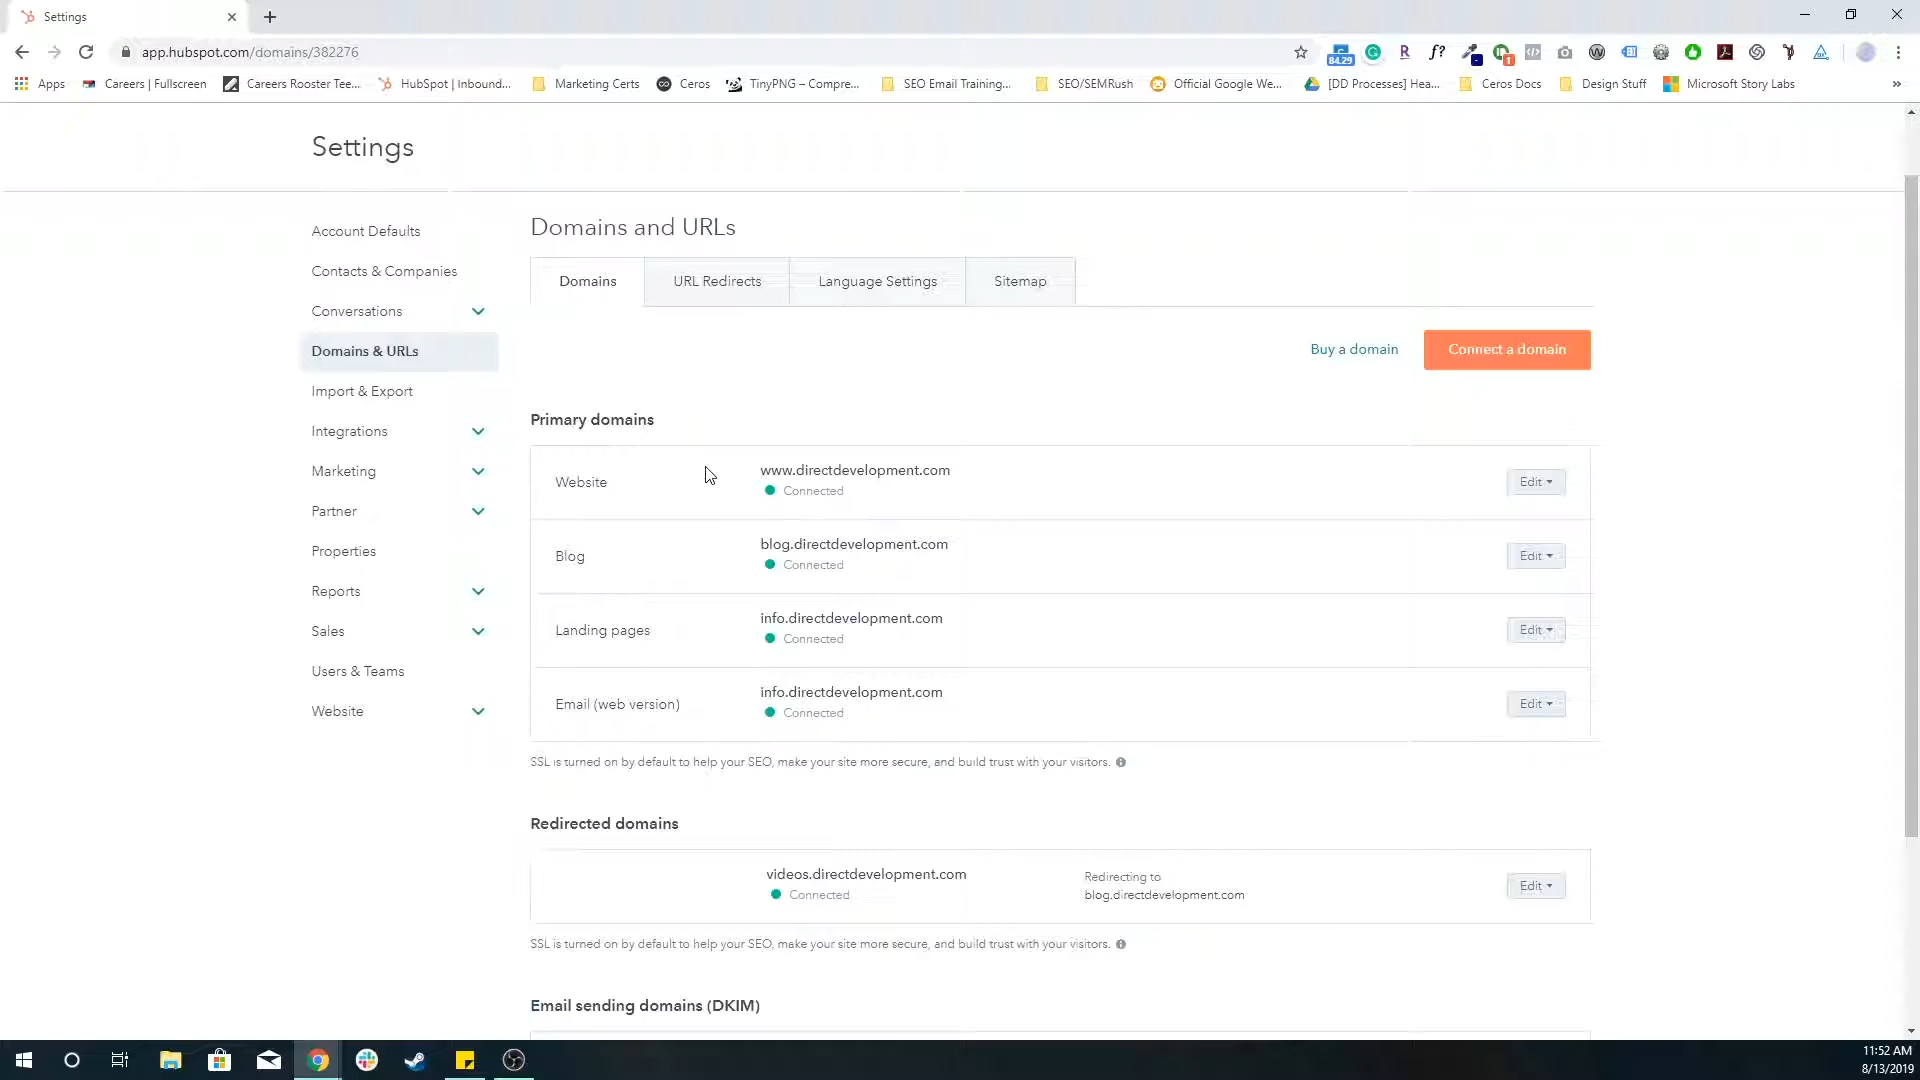 Settings
app.hubspot.com/domains/382276
84.29
1
Apps
Careers | Fullscreen
Careers Rooster Tee...
HubSpot | Inbound...
Marketing Certs
Ceros
TinyPNG – Compre...
SEO Email Training...
SEO/SEMRush
Official Google We...
[DD Processes] Hea...
Ceros Docs
Design Stuff
Microsoft Story Labs
»
Settings
Account Defaults
Contacts & Companies
Conversations
Domains & URLs
Import & Export
Integrations
Marketing
Partner
Properties
Reports
Sales
Users & Teams
Website
Domains and URLs
Domains
URL Redirects
Language Settings
Sitemap
Buy a domain
Connect a domain
Primary domains
Website
www.directdevelopment.com
Connected
Edit
Blog
blog.directdevelopment.com
Connected
Edit
Landing pages
info.directdevelopment.com
Connected
Edit
Email (web version)
info.directdevelopment.com
Connected
Edit
SSL is turned on by default to help your SEO, make your site more secure, and build trust with your visitors.
Redirected domains
videos.directdevelopment.com
Connected
Redirecting to
blog.directdevelopment.com
Edit
SSL is turned on by default to help your SEO, make your site more secure, and build trust with your visitors.
Email sending domains (DKIM)
11:52 AM
8/13/2019